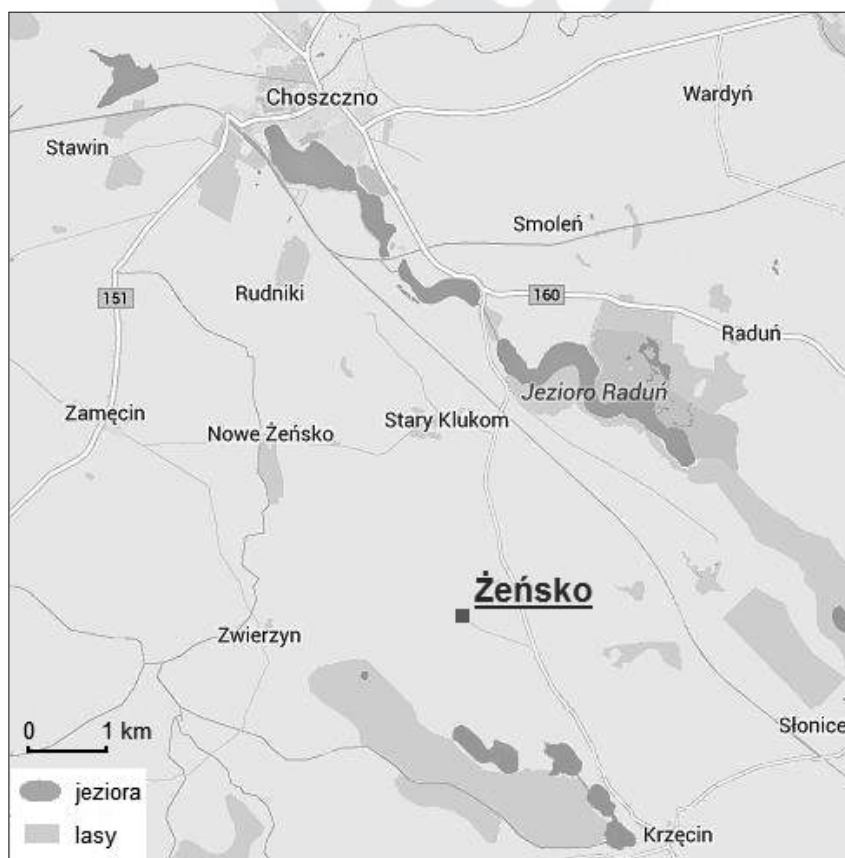 Choszczno
Wardyń
Stawin
Smoleń
Rudniki
151
160
Raduń
Jezioro Raduń
Zamęcin
Stary Klukom
Nowe Żeńsko
Żeńsko
Zwierzyn
0 1 km
Słonice
jeziora
lasy
Krzęcin